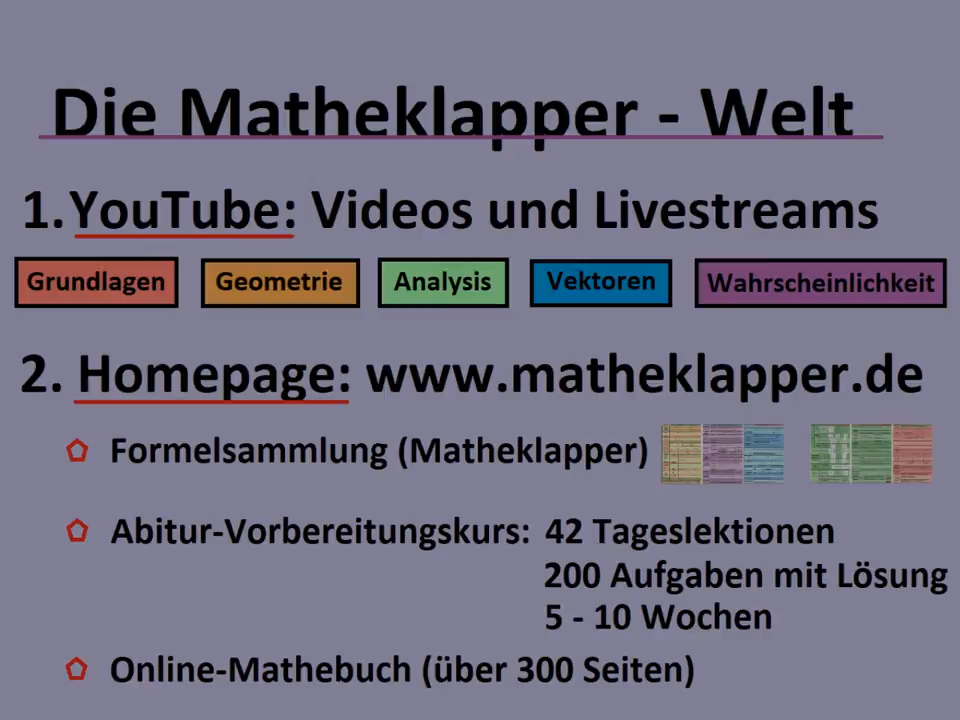 Die Matheklapper - Welt
1. YouTube: Videos und Livestreams
Grundlagen Geometrie Analysis Vektoren Wahrscheinlichkeit
2. Homepage: www.matheklapper.de
Formelsammlung (Matheklapper)
Abitur-Vorbereitungskurs: 42 Tageslektionen
200 Aufgaben mit Lösung
5 - 10 Wochen
Online-Mathebuch (über 300 Seiten)